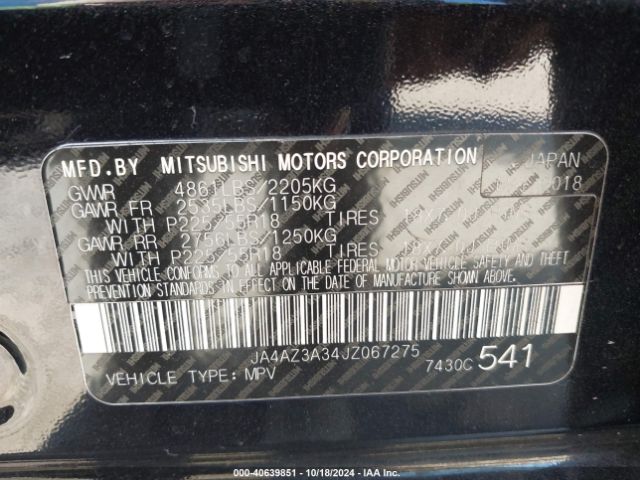 MFD.BY MITSUBISHI MOTORS CORPORATION JAPAN
GVWR 4861LBS/2205KG 2018
GAWR FR 2535LBS/1150KG
WITH P225/55R18 TIRES
GAWR RR 2756LBS/1250KG
WITH P225/55R18 TIRES
THIS VEHICLE CONFORMS TO ALL APPLICABLE FEDERAL MOTOR VEHICLE SAFETY AND THEFT
PREVENTION STANDARDS IN EFFECT ON THE DATE OF MANUFACTURE SHOWN ABOVE.
JA4AZ3A34JZ067275
VEHICLE TYPE: MPV 7430C 541
000-40639851 | 10/18/2024 - IAA Inc.